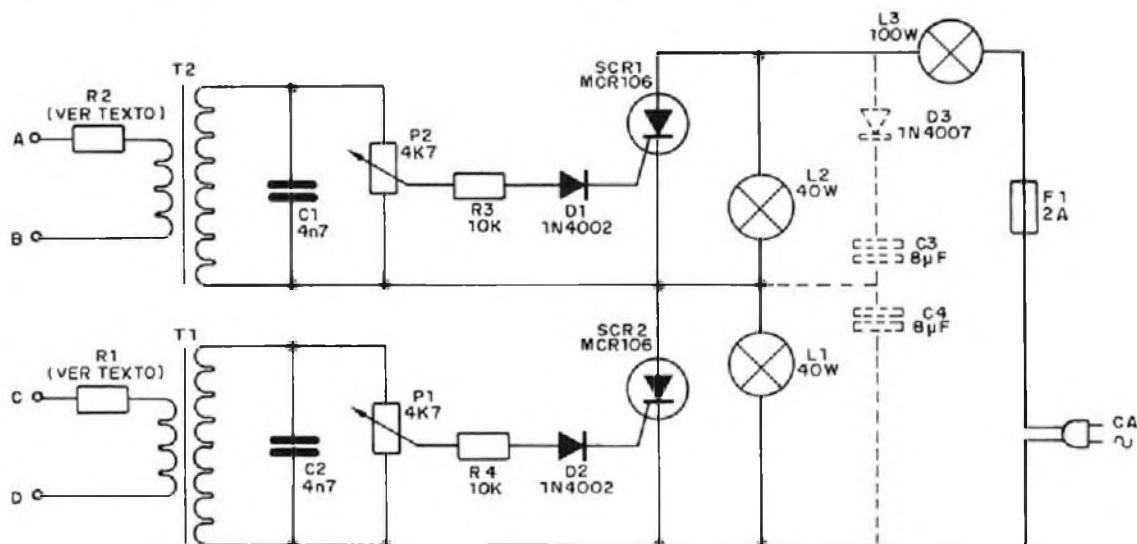 T2
R2
(VER TEXTO)
A
B
C1
4n7
P2
4K7
R3
10K
D1
1N4002
SCR1
MCR106
L2
40W
L3
100W
D3
1N4007
C3
8µF
F1
2A
T1
R1
(VER TEXTO)
C
D
C2
4n7
P1
4K7
R4
10K
D2
1N4002
SCR2
MCR106
L1
40W
C4
8µF
CA